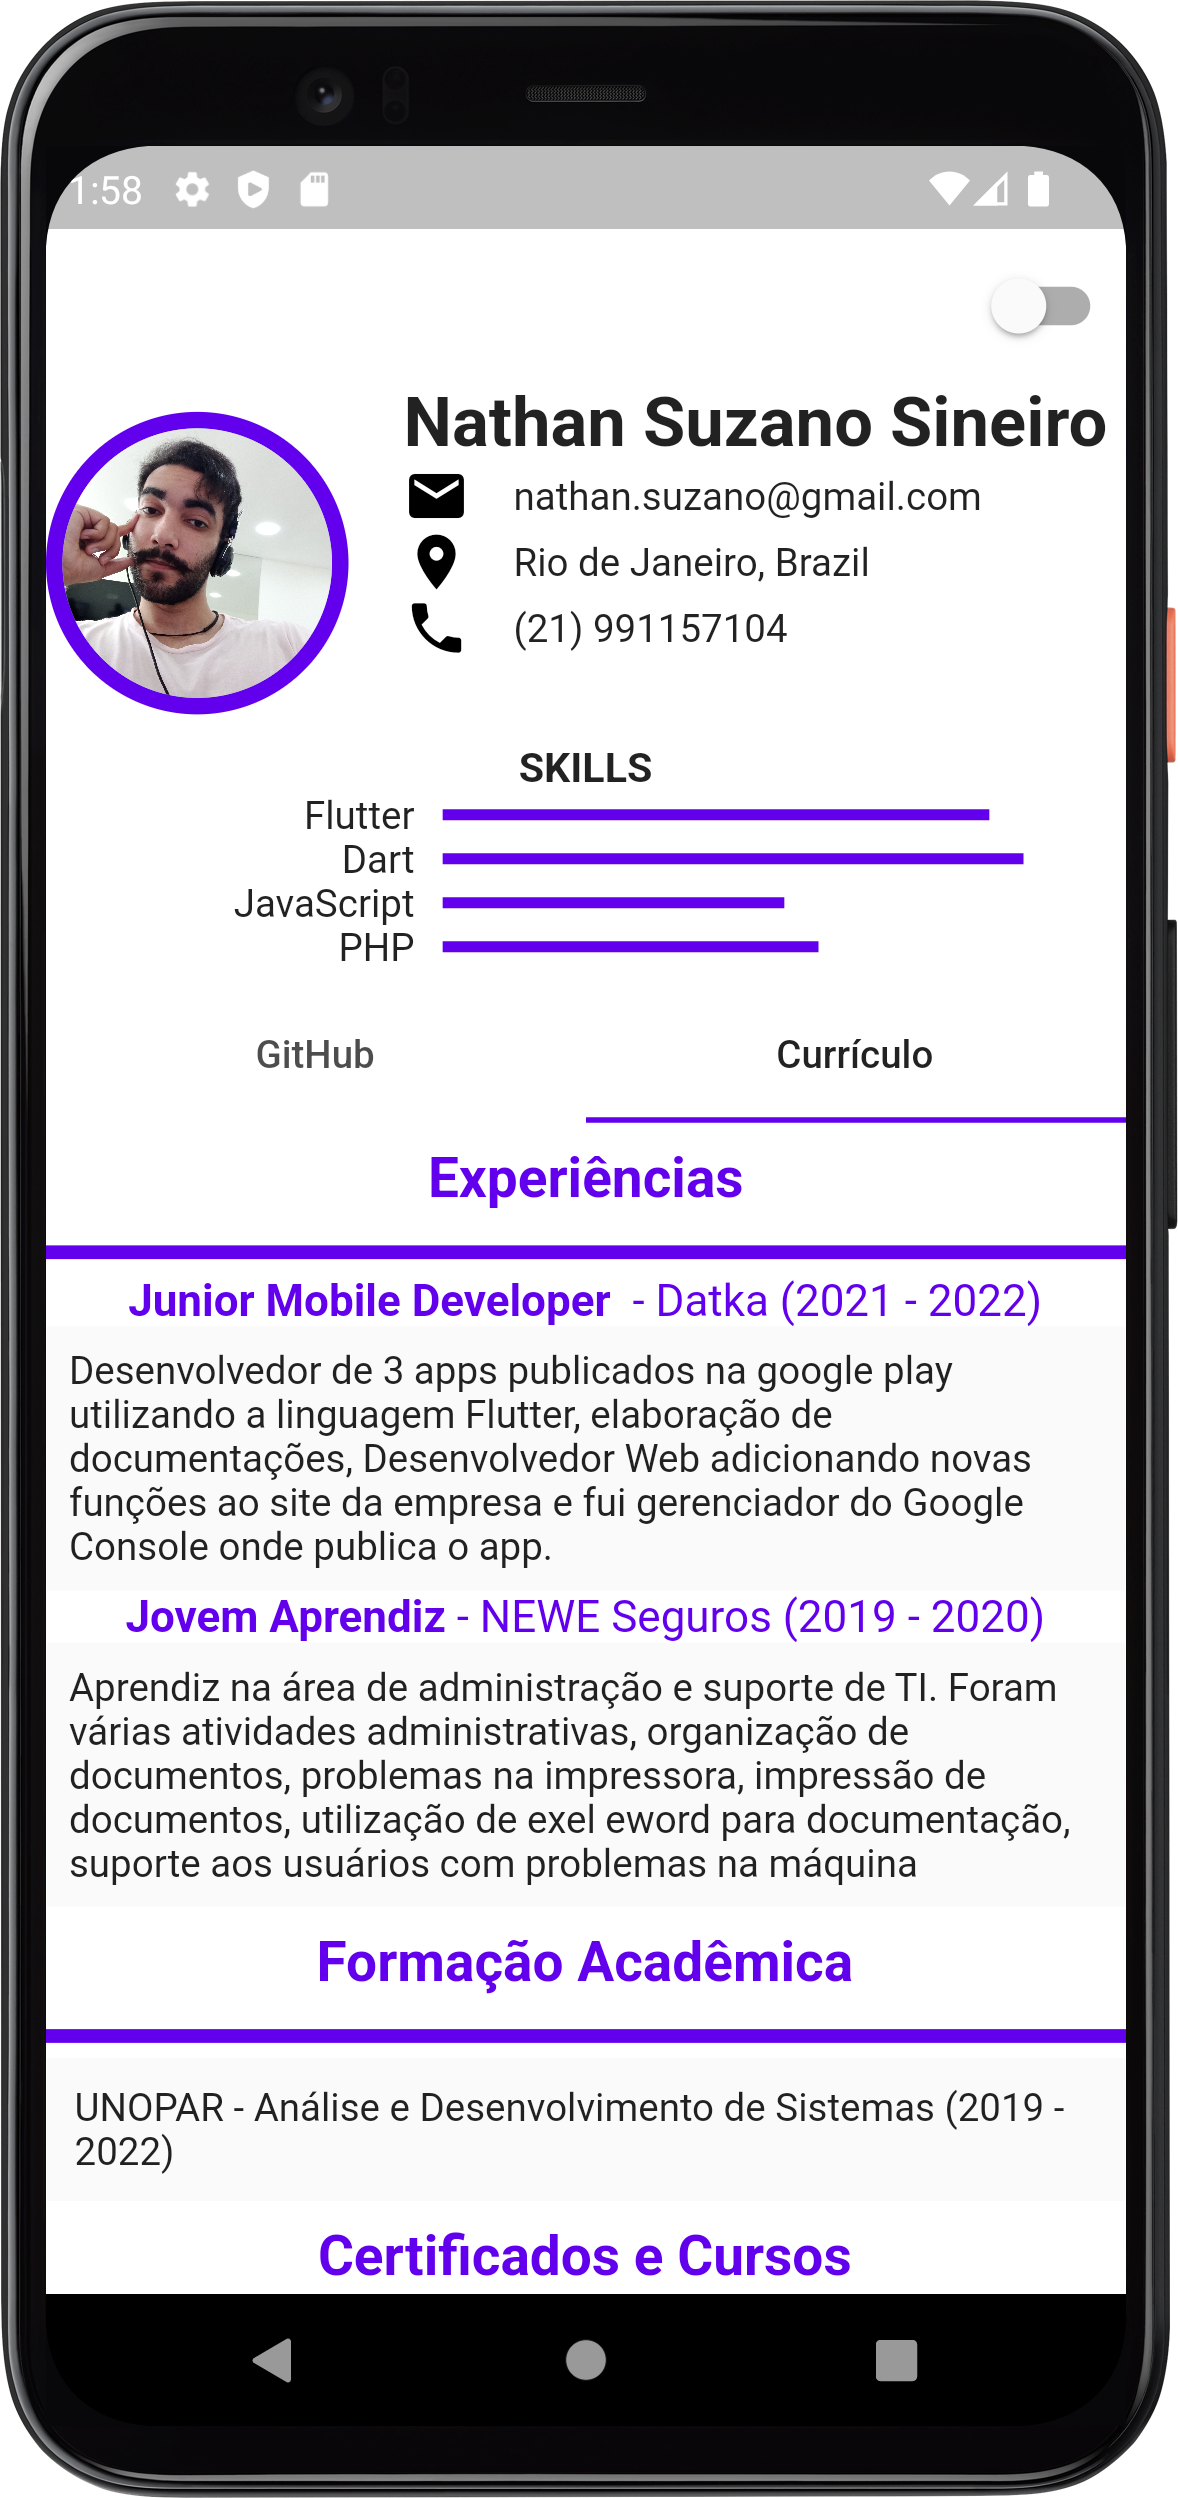 1:58
Nathan Suzano Sineiro
nathan.suzano@gmail.com
Rio de Janeiro, Brazil
(21) 991157104
SKILLS
Flutter
Dart
JavaScript
PHP
GitHub Currículo
Experiências
Junior Mobile Developer - Datka (2021 - 2022)
Desenvolvedor de 3 apps publicados na google play
utilizando a linguagem Flutter, elaboração de
documentações, Desenvolvedor Web adicionando novas
funções ao site da empresa e fui gerenciador do Google
Console onde publica o app.
Jovem Aprendiz - NEWE Seguros (2019 - 2020)
Aprendiz na área de administração e suporte de TI. Foram
várias atividades administrativas, organização de
documentos, problemas na impressora, impressão de
documentos, utilização de exel eword para documentação,
suporte aos usuários com problemas na máquina
Formação Acadêmica
UNOPAR - Análise e Desenvolvimento de Sistemas (2019 -
2022)
Certificados e Cursos